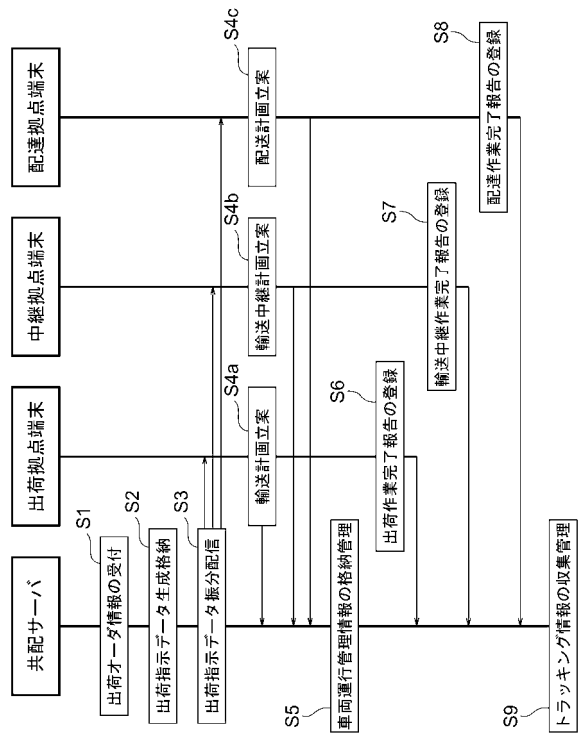 共配サーバ
出荷拠点端末
中継拠点端末
配達拠点端末
S1
出荷オーダ情報の受付
S2
出荷指示データ生成格納
S3
出荷指示データ振分配信
S4a
輸送計画立案
S4b
輸送中継計画立案
S4c
配送計画立案
S5
車両運行管理情報の格納管理
S6
出荷作業完了報告の登録
S7
輸送中継作業完了報告の登録
S8
配達作業完了報告の登録
S9
トラッキング情報の収集管理